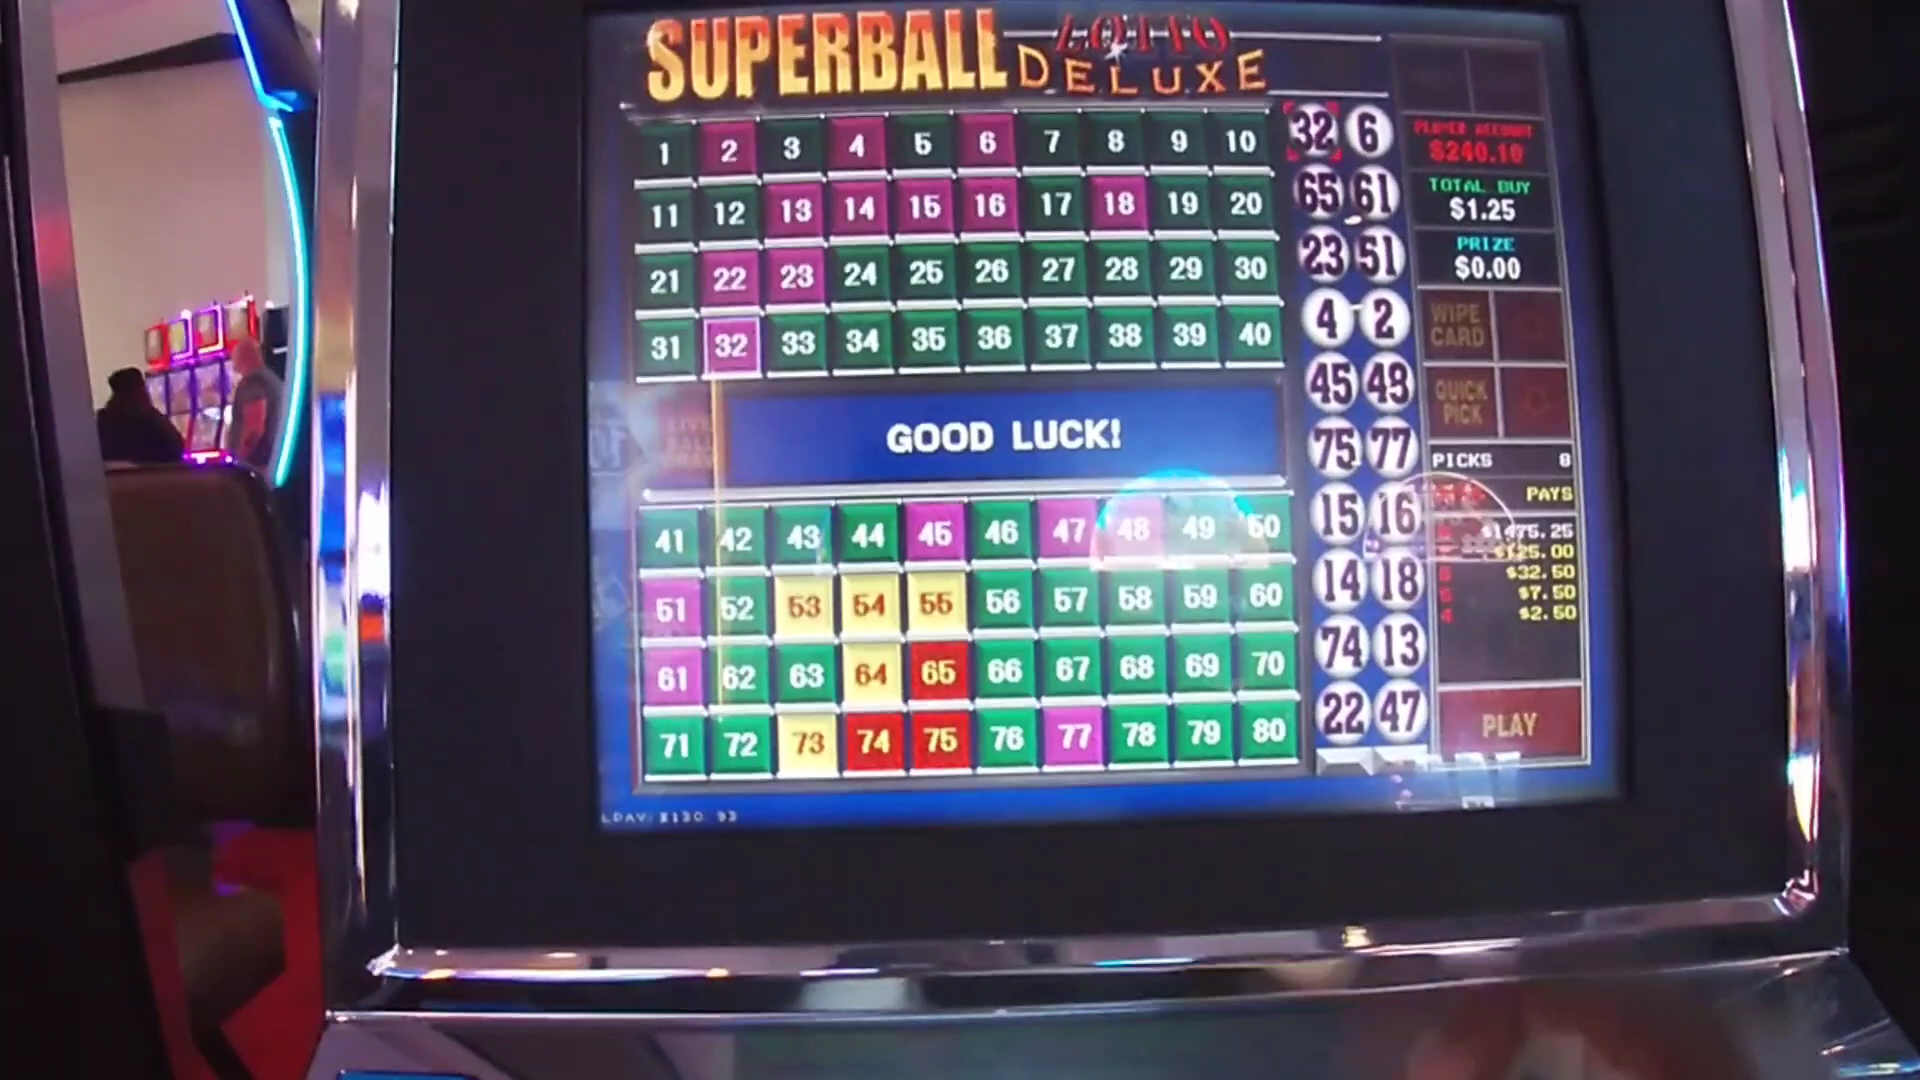 SUPERBALL LOTTO DELUXE
1 2 3 4 5 6 7 8 9 10
11 12 13 14 15 16 17 18 19 20
21 22 23 24 25 26 27 28 29 30
31 32 33 34 35 36 37 38 39 40
GOOD LUCK!
41 42 43 44 45 46 47 48 49 50
51 52 53 54 55 56 57 58 59 60
61 62 63 64 65 66 67 68 69 70
71 72 73 74 75 76 77 78 79 80
32 6
65 61
23 51
4 2
45 48
75 77
15 16
14 18
74 13
22 47
PLAYER ACCOUNT
$240.10
TOTAL BUY
$1.25
PRIZE
$0.00
WIPE
CARD
QUICK
PICK
PICKS 8
PAYS
$1475.25
$125.00
$32.50
$7.50
4 $2.50
PLAY